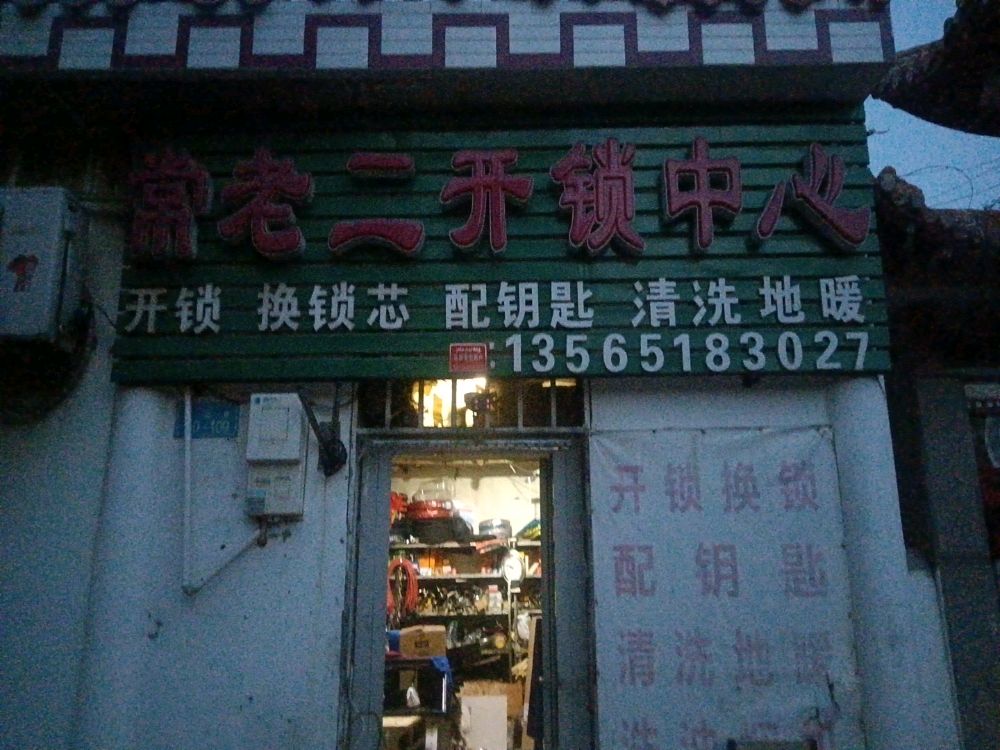 常老二开锁中心
开锁 换锁芯 配钥匙 清洗地暖
:13565183027
开锁换锁
配钥匙
清洗地暖